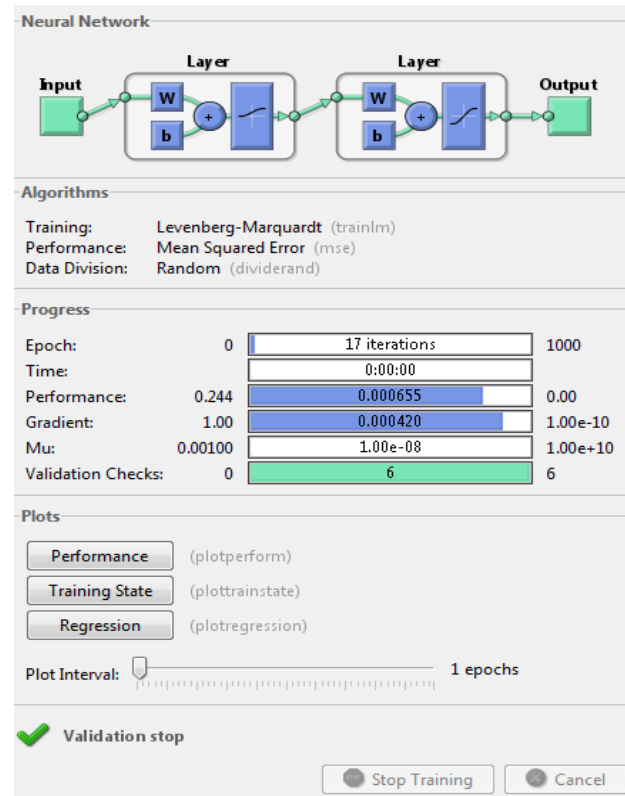 Neural Network
Layer Layer
Input Output
W W
+ +
b b
Algorithms
Training: Levenberg-Marquardt (trainlm)
Performance: Mean Squared Error (mse)
Data Division: Random (dividerand)
Progress
Epoch: 0 17 iterations 1000
Time: 0:00:00
Performance: 0.244 0.000655 0.00
Gradient: 1.00 0.000420 1.00e-10
Mu: 0.00100 1.00e-08 1.00e+10
Validation Checks: 0 6 6
Plots
Performance (plotperform)
Training State (plottrainstate)
Regression (plotregression)
Plot Interval: 1 epochs
Validation stop
Stop Training Cancel